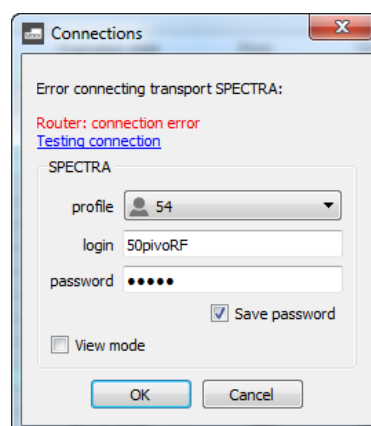 Connections
Error connecting transport SPECTRA:
Router: connection error
Testing connection
SPECTRA
profile 54
login 50pivoRF
password •••••
Save password
View mode
OK Cancel